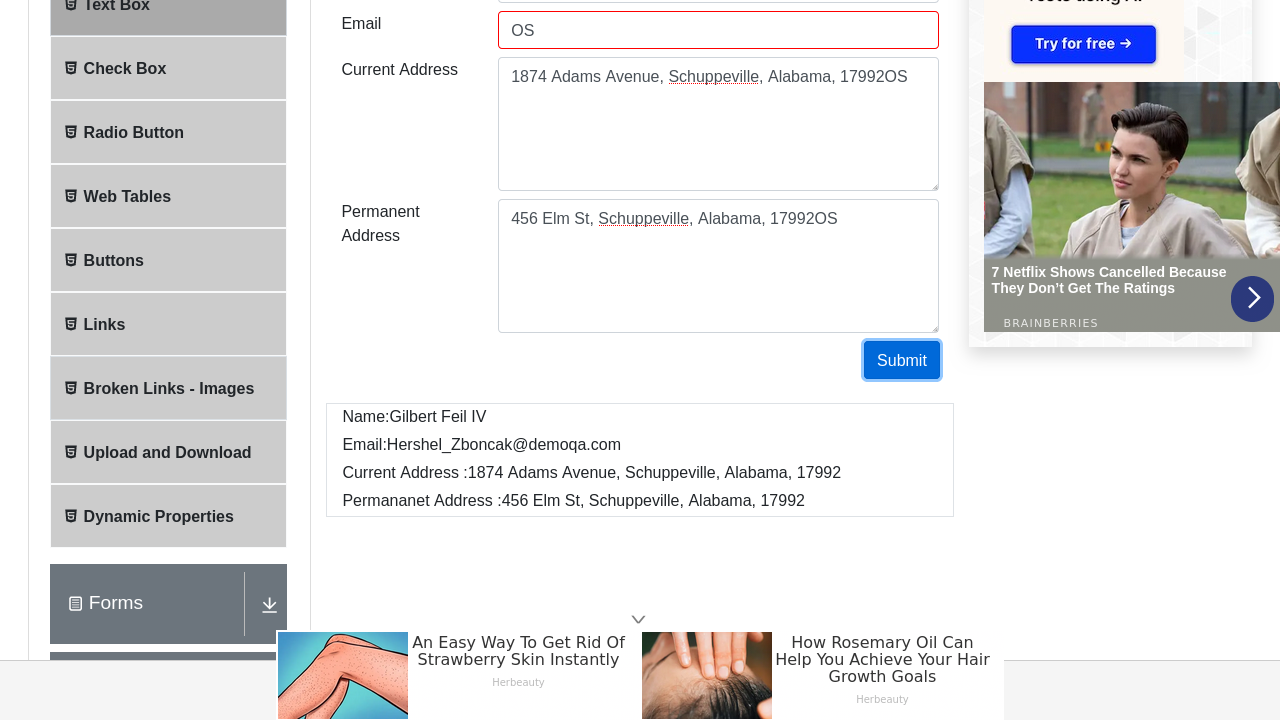 Text Box
Check Box
Radio Button
Web Tables
Buttons
Links
Broken Links - Images
Upload and Download
Dynamic Properties
Forms
Email
OS
Current Address
1874 Adams Avenue, Schuppeville, Alabama, 17992OS
Permanent
Address
456 Elm St, Schuppeville, Alabama, 17992OS
Submit
Name:Gilbert Feil IV
Email:Hershel_Zboncak@demoqa.com
Current Address :1874 Adams Avenue, Schuppeville, Alabama, 17992
Permananet Address :456 Elm St, Schuppeville, Alabama, 17992
Try for free →
7 Netflix Shows Cancelled Because
They Don't Get The Ratings
BRAINBERRIES
An Easy Way To Get Rid Of
Strawberry Skin Instantly
Herbeauty
How Rosemary Oil Can
Help You Achieve Your Hair
Growth Goals
Herbeauty